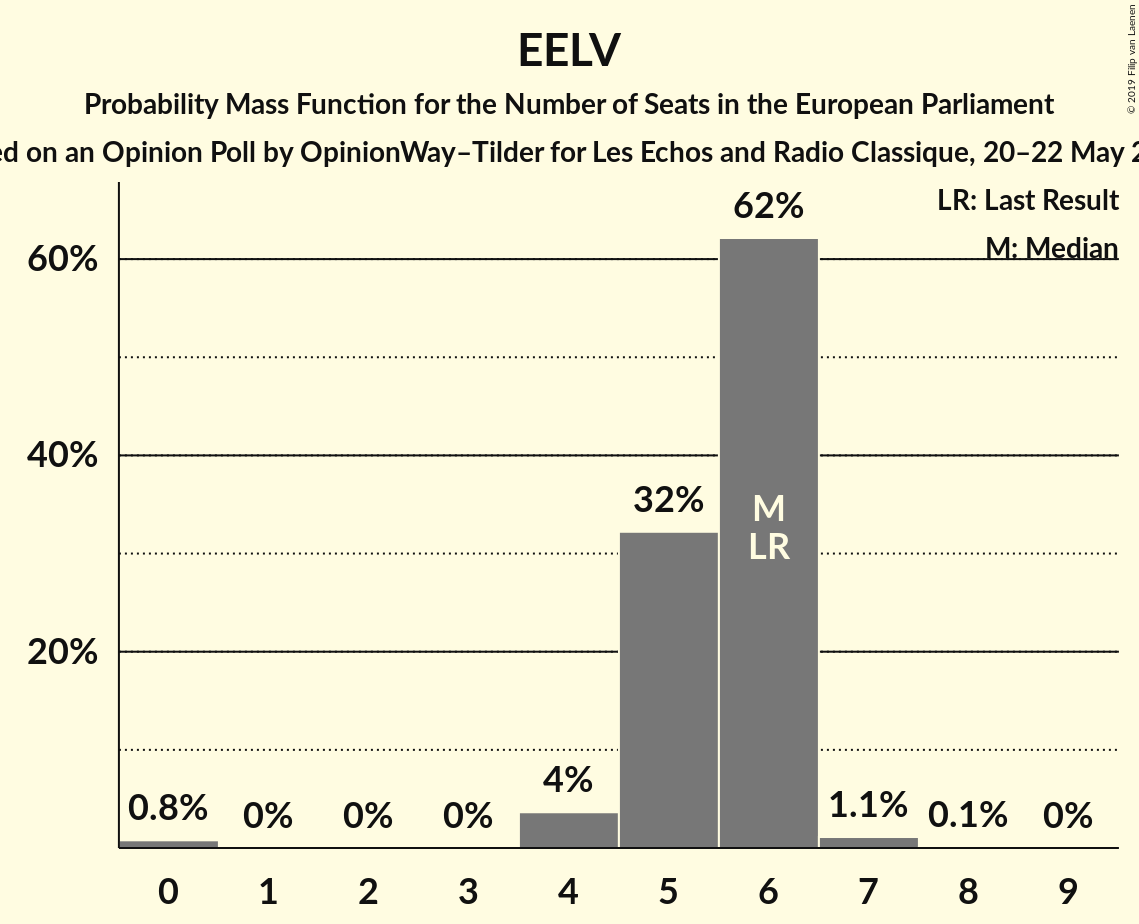 EELV
Probability Mass Function for the Number of Seats in the European Parliament
on an Opinion Poll by OpinionWay–Tilder for Les Echos and Radio Classique, 20–22 May
© 2019 Filip van Laenen
LR: Last Result
M: Median
60%
40%
20%
0.8%
0%
0%
0%
4%
32%
62%
M
LR
1.1%
0.1%
0%
0 1 2 3 4 5 6 7 8 9